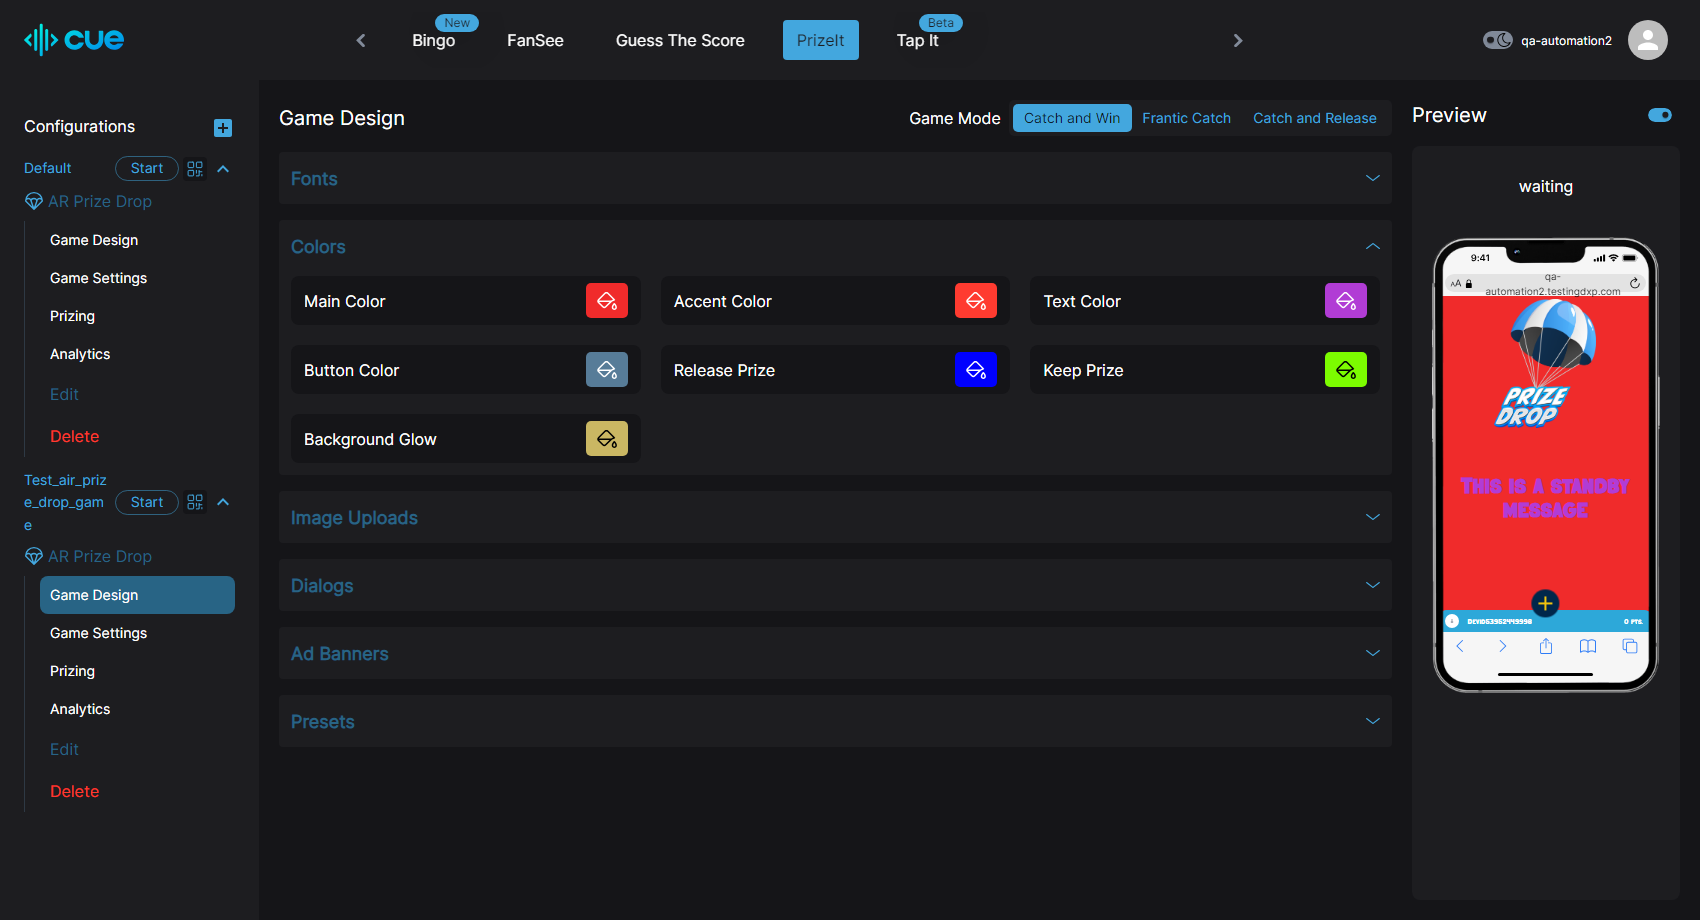 cue
New
Bingo
FanSee
Guess The Score
PrizeIt
Beta
Tap It
qa-automation2
Configurations
Default
Start
AR Prize Drop
Game Design
Game Settings
Prizing
Analytics
Edit
Delete
Test_air_priz
e_drop_gam
e
Start
AR Prize Drop
Game Design
Game Settings
Prizing
Analytics
Edit
Delete
Game Design
Game Mode
Catch and Win
Frantic Catch
Catch and Release
Fonts
Colors
Main Color
Accent Color
Text Color
Button Color
Release Prize
Keep Prize
Background Glow
Image Uploads
Dialogs
Ad Banners
Presets
Preview
waiting
9:41
AA
qa-
automation2.testingdxp.com
PRIZE
DROP
THIS IS A STANDBY
MESSAGE
0 PTS.